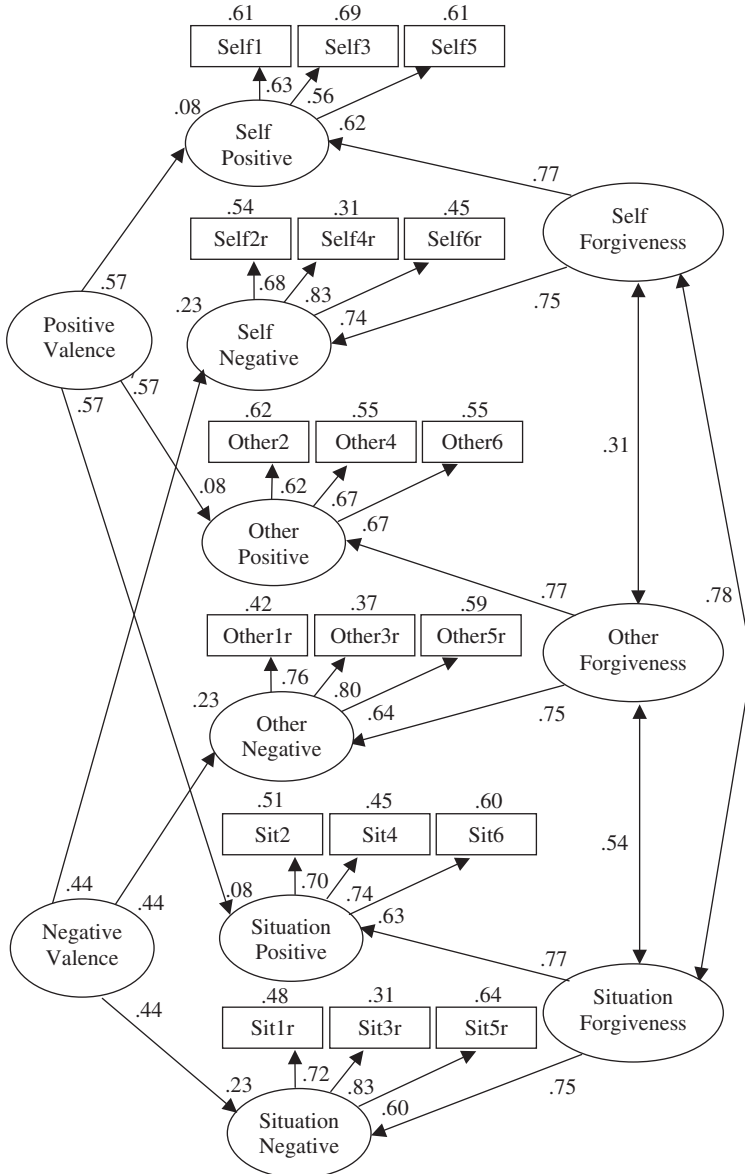 .61 .69 .61
Self1 Self3 Self5
.63
.56
.08
.62
Self
Positive
.77
.54 .31 .45
Self2r Self4r Self6r
Self
Forgiveness
.68
.83
.57
.23
.74
.75
Positive
Valence
Self
Negative
.57
.57
.62 .55 .55
Other2 Other4 Other6
.31
.08
.62
.67
.67
Other
Positive
.77
.78
.42 .37 .59
Other1r Other3r Other5r
Other
Forgiveness
.76
.80
.23
.64
.75
Other
Negative
.51 .45 .60
Sit2 Sit4 Sit6
.54
.44
.44
.08
.70
.74
.63
Negative
Valence
Situation
Positive
.77
.48 .31 .64
Sit1r Sit3r Sit5r
Situation
Forgiveness
.44
.72
.83
.23
.60
.75
Situation
Negative